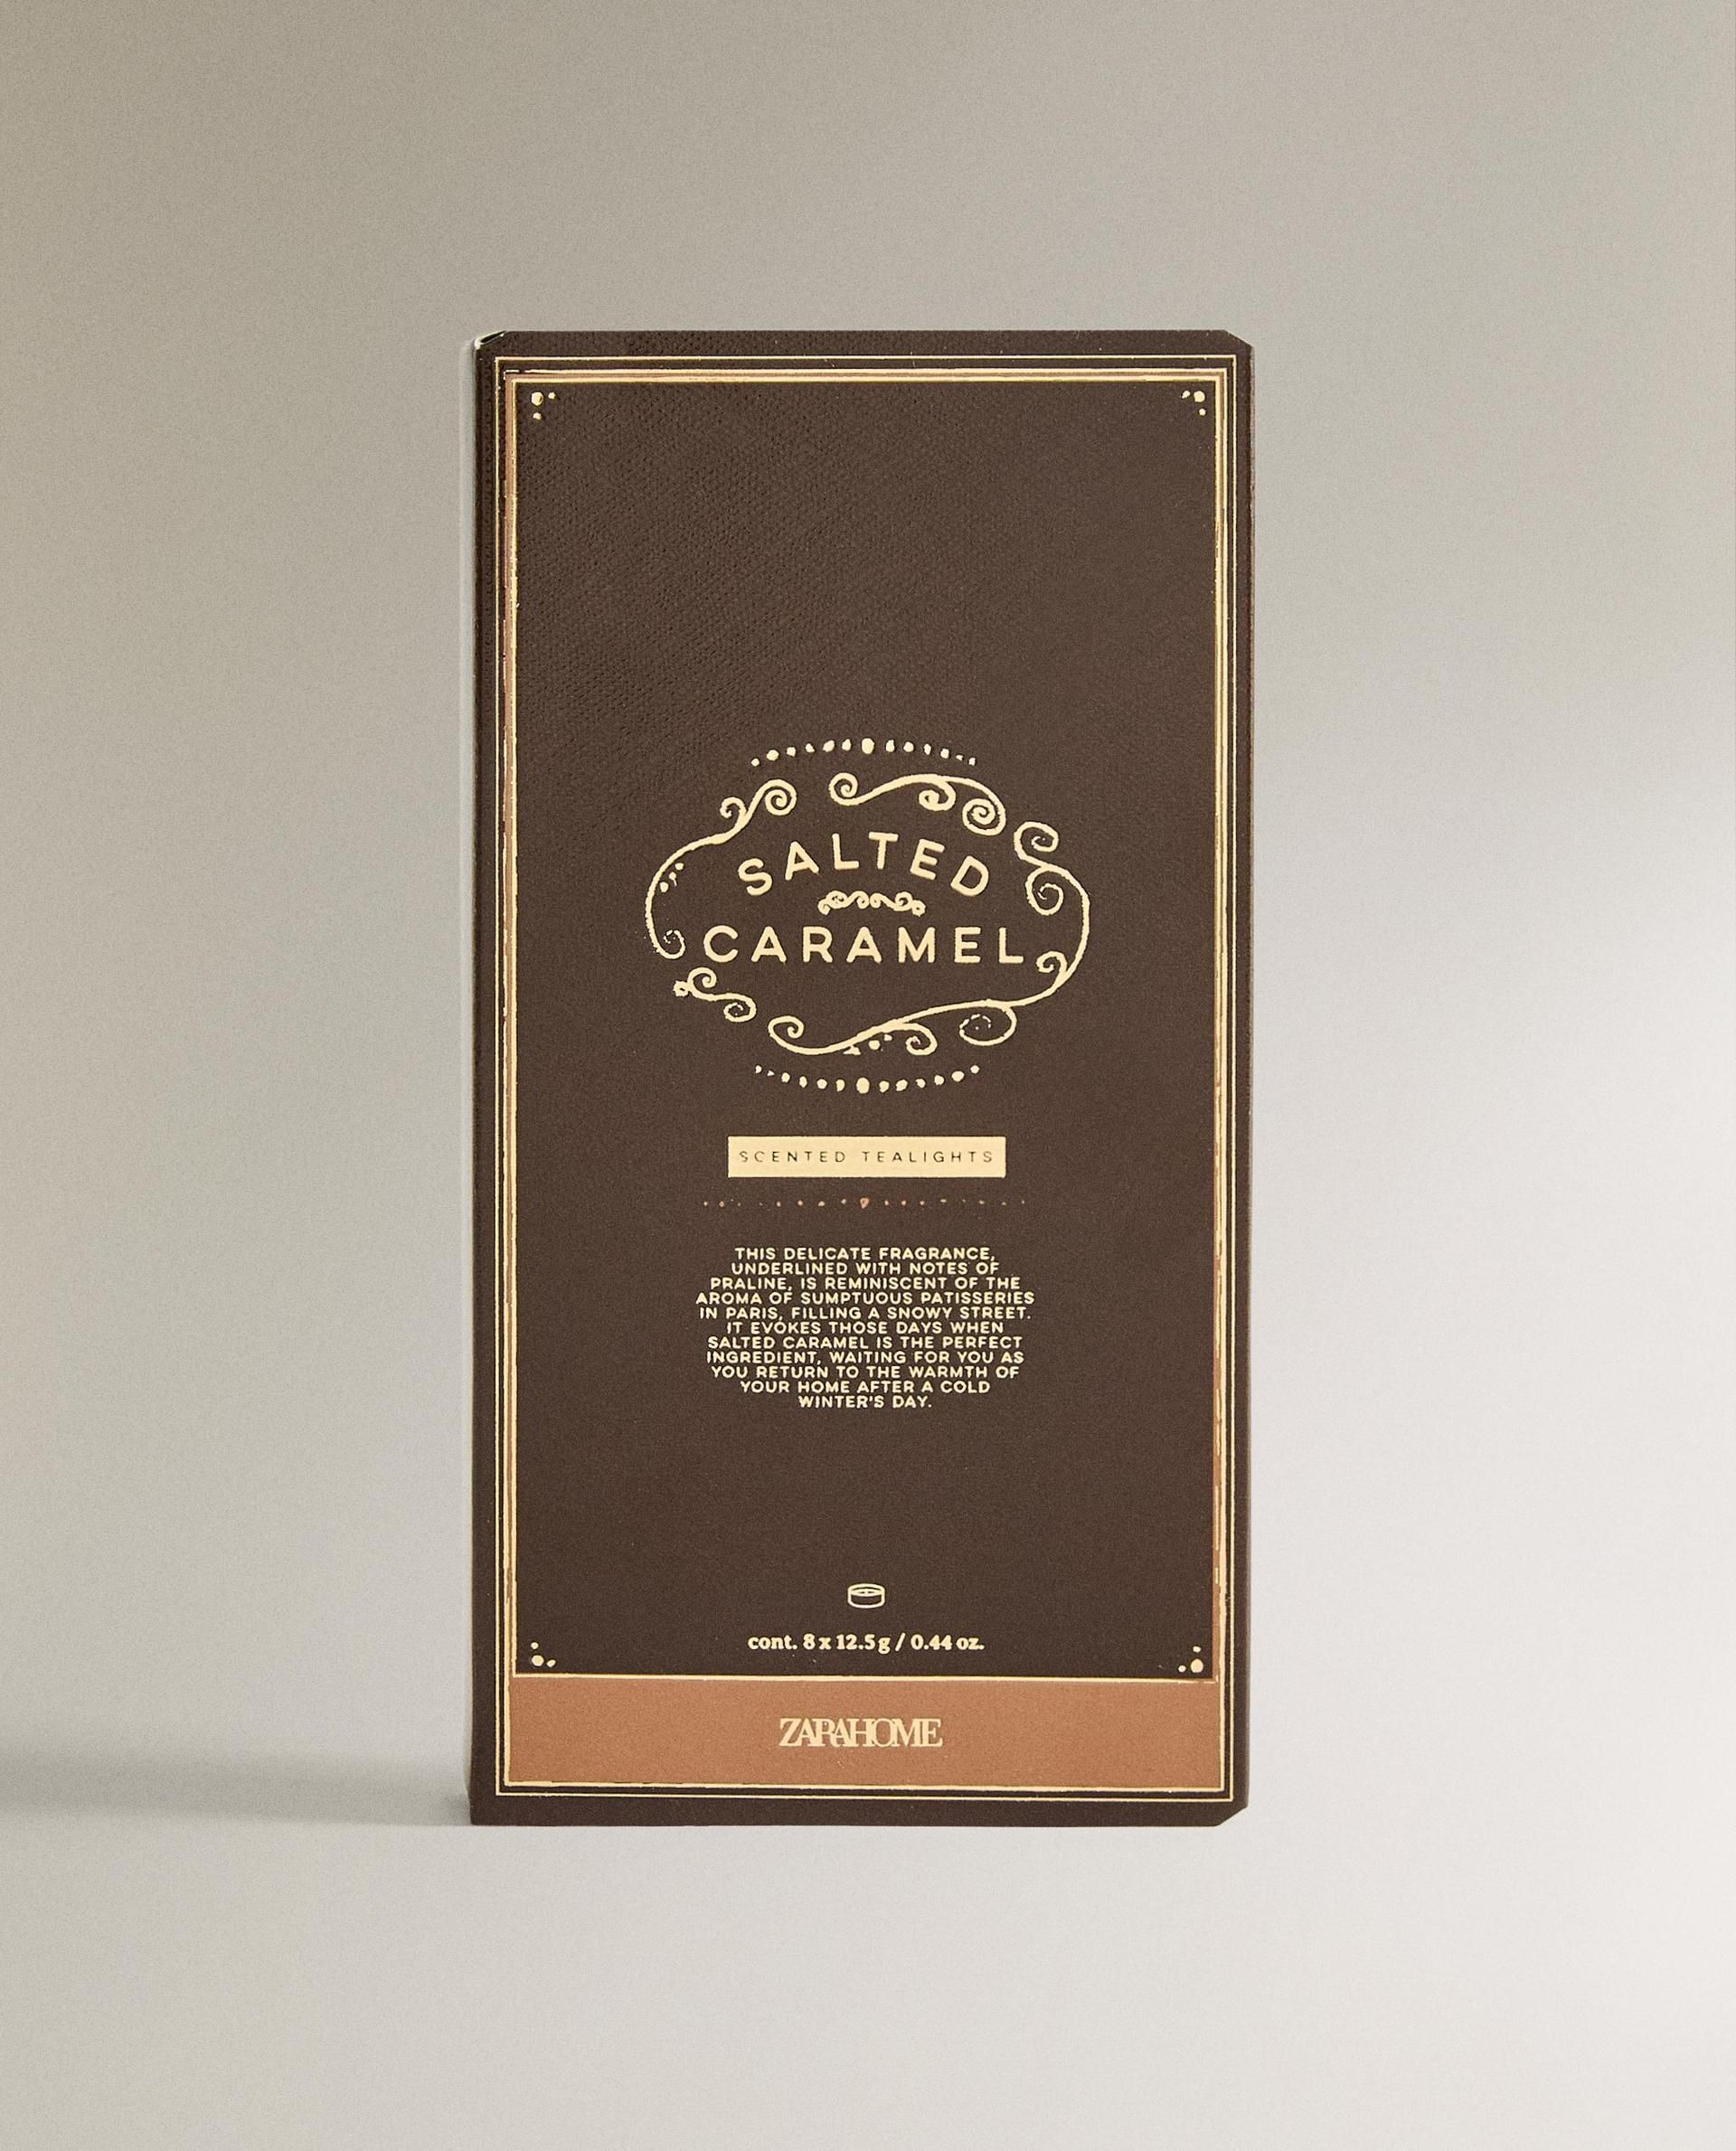 SALTED
CARAMEL
SCENTED TEALIGHTS
THIS DELICATE FRAGRANCE,
UNDERLINED WITH NOTES OF
PRALINE, IS REMINISCENT OF THE
AROMA OF SUMPTUOUS PATISSERIES
IN PARIS, FILLING A SNOWY STREET.
IT EVOKES THOSE DAYS WHEN
SALTED CARAMEL IS THE PERFECT
INGREDIENT, WAITING FOR YOU AS
YOU RETURN TO THE WARMTH OF
YOUR HOME AFTER A COLD
WINTER'S DAY.
cont. 8 x 12.5 g / 0.44 oz.
ZARAHOME